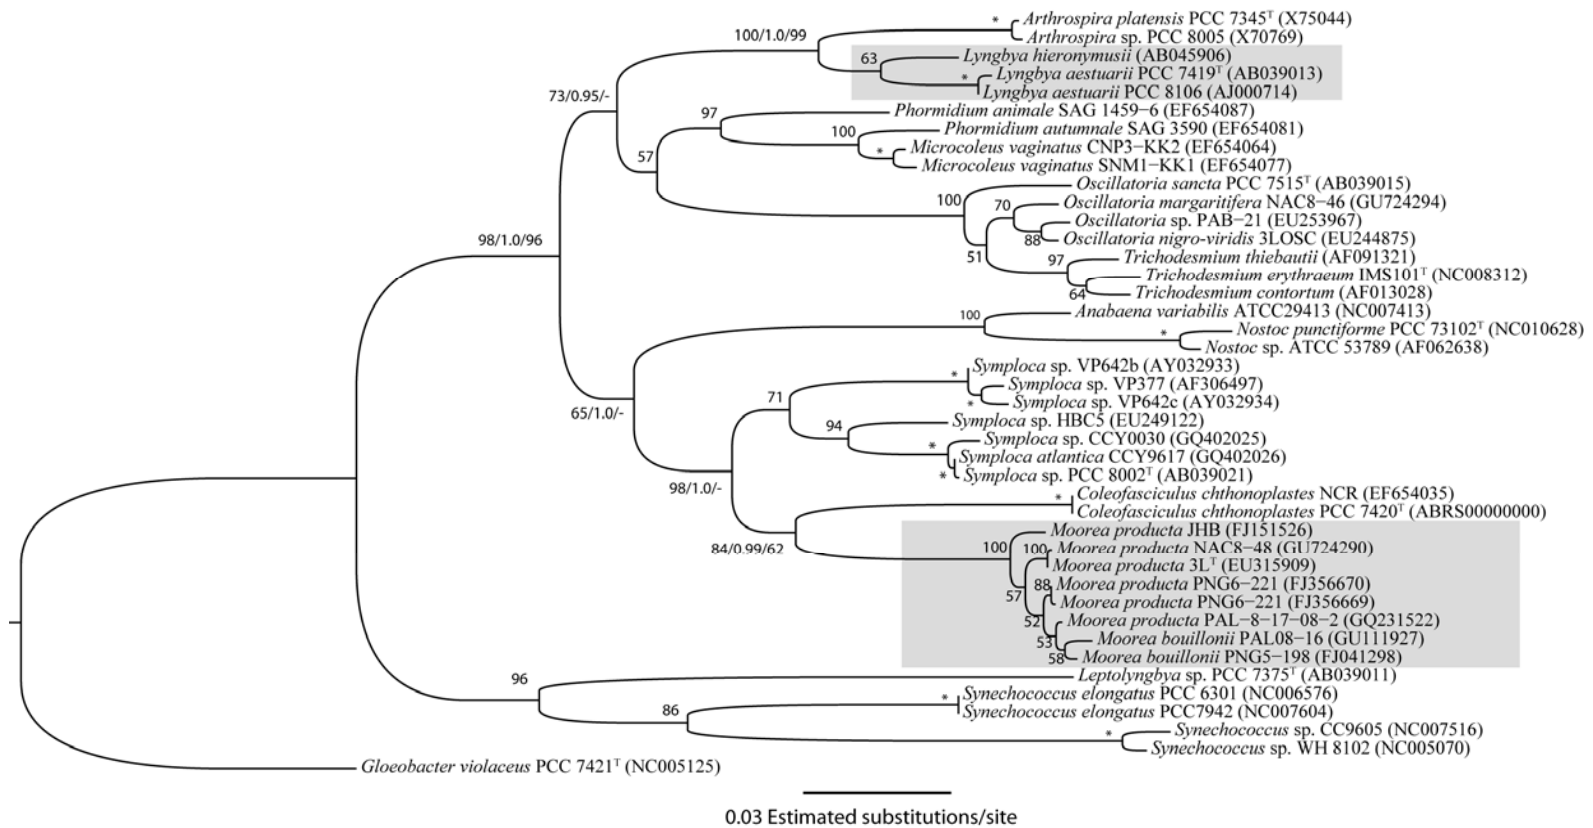 * Arthrospira platensis PCC 7345ᵀ (X75044)
100/1.0/99 Arthrospira sp. PCC 8005 (X70769)
63 Lyngbya hieronymusii (AB045906)
* Lyngbya aestuarii PCC 7419ᵀ (AB039013)
Lyngbya aestuarii PCC 8106 (AJ000714)
73/0.95/-
97 Phormidium animale SAG 1459−6 (EF654087)
100 Phormidium autumnale SAG 3590 (EF654081)
* Microcoleus vaginatus CNP3−KK2 (EF654064)
57 Microcoleus vaginatus SNM1−KK1 (EF654077)
Oscillatoria sancta PCC 7515ᵀ (AB039015)
100 70 Oscillatoria margaritifera NAC8−46 (GU724294)
Oscillatoria sp. PAB−21 (EU253967)
88 Oscillatoria nigro-viridis 3LOSC (EU244875)
98/1.0/96
51 97 Trichodesmium thiebautii (AF091321)
Trichodesmium erythraeum IMS101ᵀ (NC008312)
64 Trichodesmium contortum (AF013028)
100 Anabaena variabilis ATCC29413 (NC007413)
* Nostoc punctiforme PCC 73102ᵀ (NC010628)
Nostoc sp. ATCC 53789 (AF062638)
* Symploca sp. VP642b (AY032933)
Symploca sp. VP377 (AF306497)
* Symploca sp. VP642c (AY032934)
65/1.0/- 71
94 Symploca sp. HBC5 (EU249122)
* Symploca sp. CCY0030 (GQ402025)
Symploca atlantica CCY9617 (GQ402026)
* Symploca sp. PCC 8002ᵀ (AB039021)
98/1.0/-
* Coleofasciculus chthonoplastes NCR (EF654035)
Coleofasciculus chthonoplastes PCC 7420ᵀ (ABRS00000000)
Moorea producta JHB (FJ151526)
84/0.99/62 100 100 Moorea producta NAC8−48 (GU724290)
Moorea producta 3Lᵀ (EU315909)
88 Moorea producta PNG6−221 (FJ356670)
57 Moorea producta PNG6−221 (FJ356669)
52 Moorea producta PAL−8−17−08−2 (GQ231522)
53 Moorea bouillonii PAL08−16 (GU111927)
58 Moorea bouillonii PNG5−198 (FJ041298)
96 Leptolyngbya sp. PCC 7375ᵀ (AB039011)
* Synechococcus elongatus PCC 6301 (NC006576)
86 Synechococcus elongatus PCC7942 (NC007604)
* Synechococcus sp. CC9605 (NC007516)
Synechococcus sp. WH 8102 (NC005070)
Gloeobacter violaceus PCC 7421ᵀ (NC005125)
0.03 Estimated substitutions/site